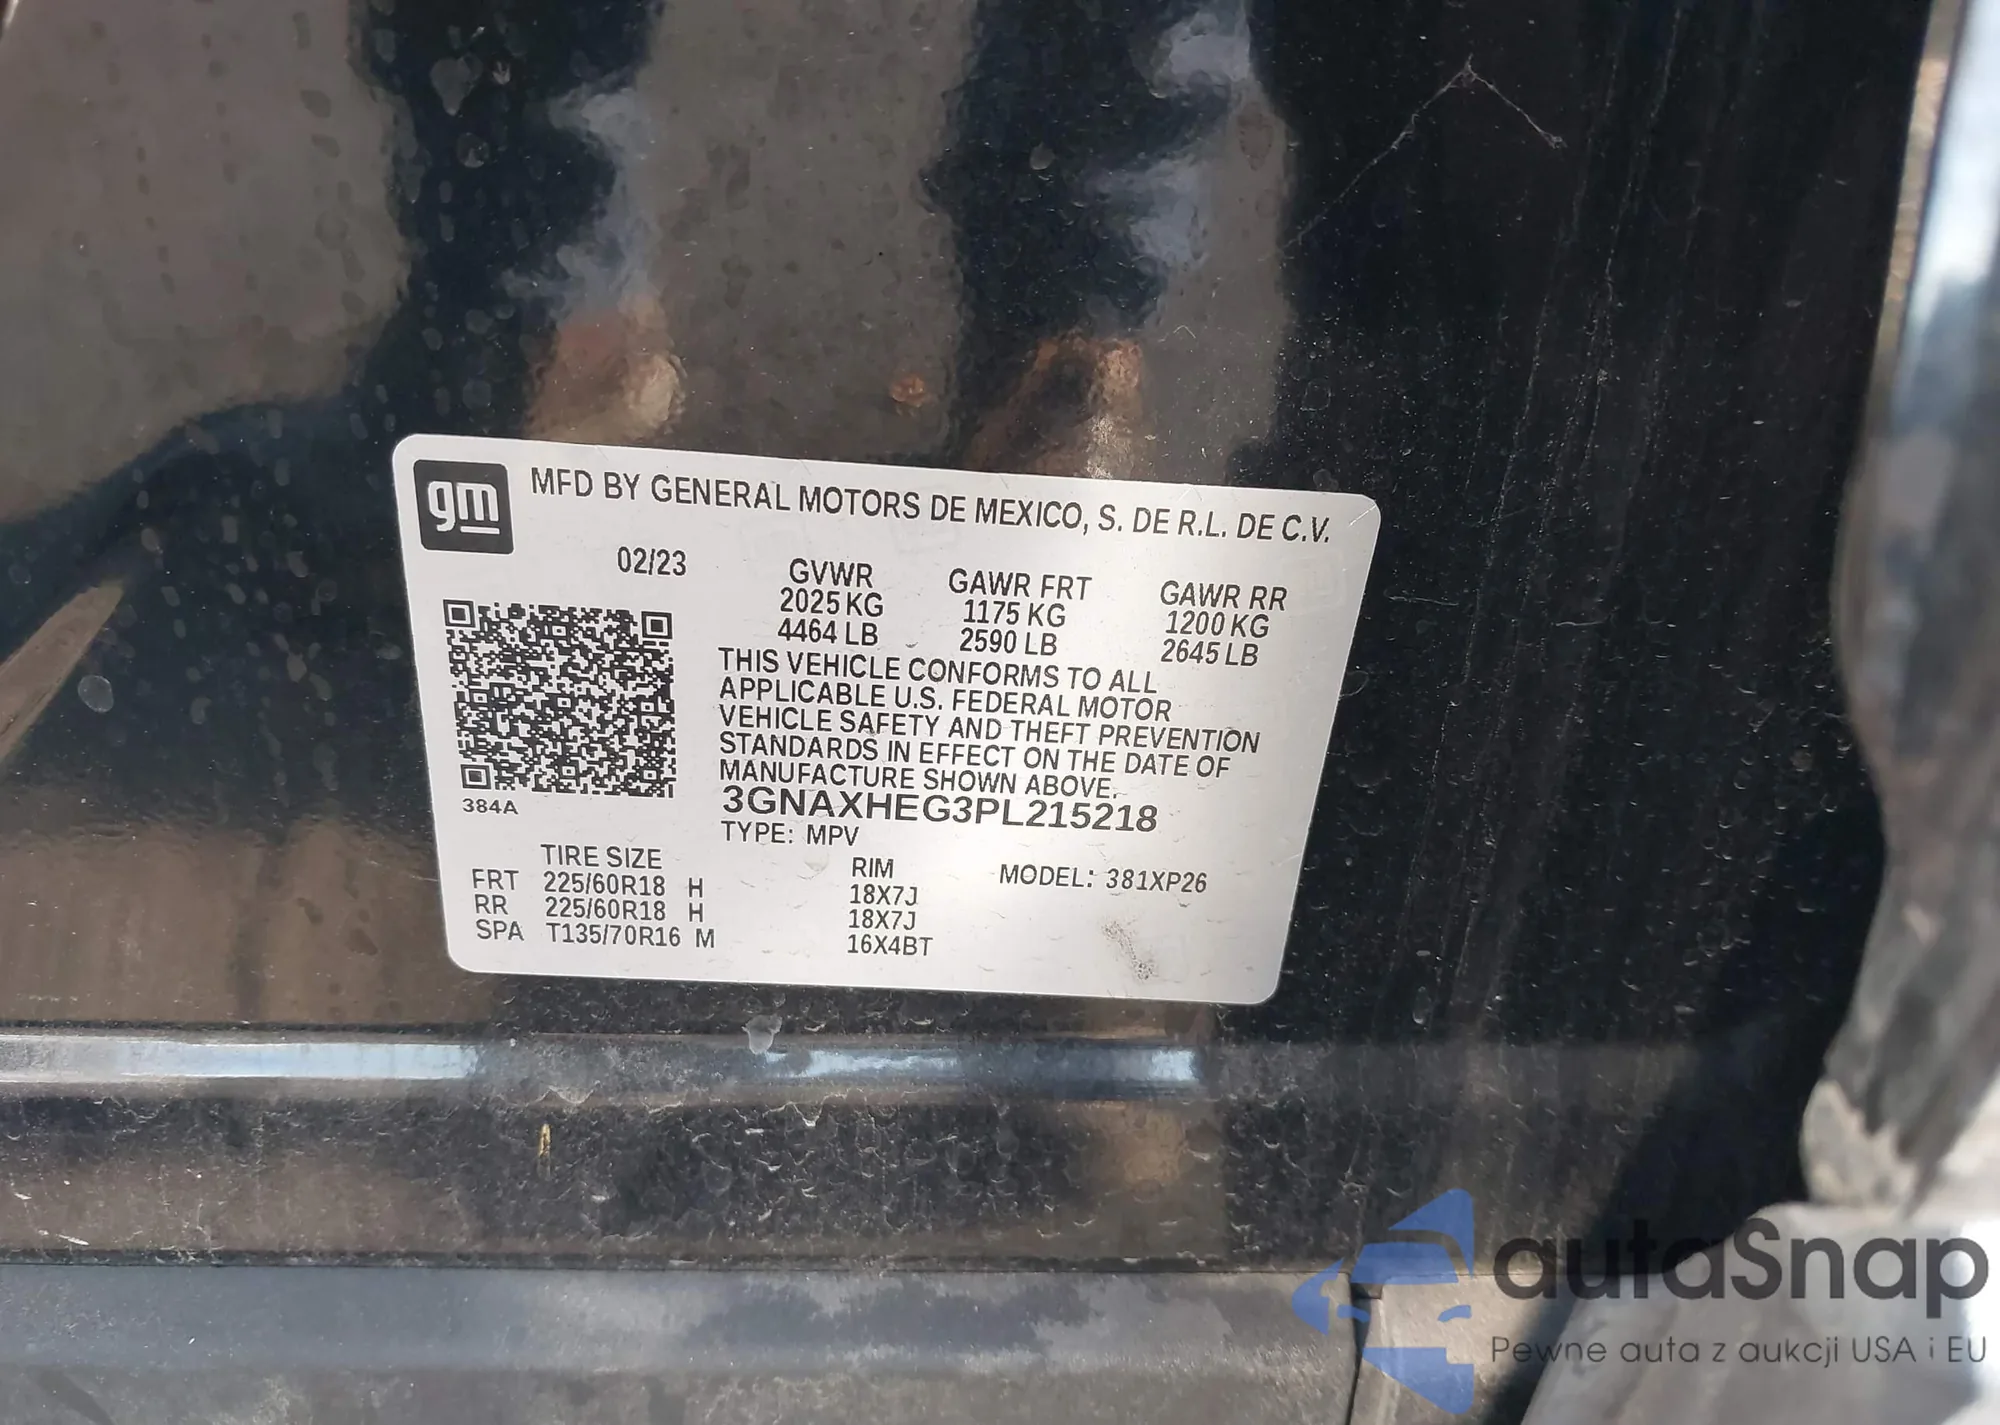 gm
MFD BY GENERAL MOTORS DE MEXICO, S. DE R.L. DE C.V.
02/23
GVWR GAWR FRT GAWR RR
2025 KG 1175 KG 1200 KG
4464 LB 2590 LB 2645 LB
THIS VEHICLE CONFORMS TO ALL
APPLICABLE U.S. FEDERAL MOTOR
VEHICLE SAFETY AND THEFT PREVENTION
STANDARDS IN EFFECT ON THE DATE OF
MANUFACTURE SHOWN ABOVE.
384A
3GNAXHEG3PL215218
TYPE: MPV
TIRE SIZE RIM MODEL: 381XP26
FRT 225/60R18 H 18X7J
RR 225/60R18 H 18X7J
SPA T135/70R16 M 16X4BT
autaSnap
Pewne auta z aukcji USA i EU